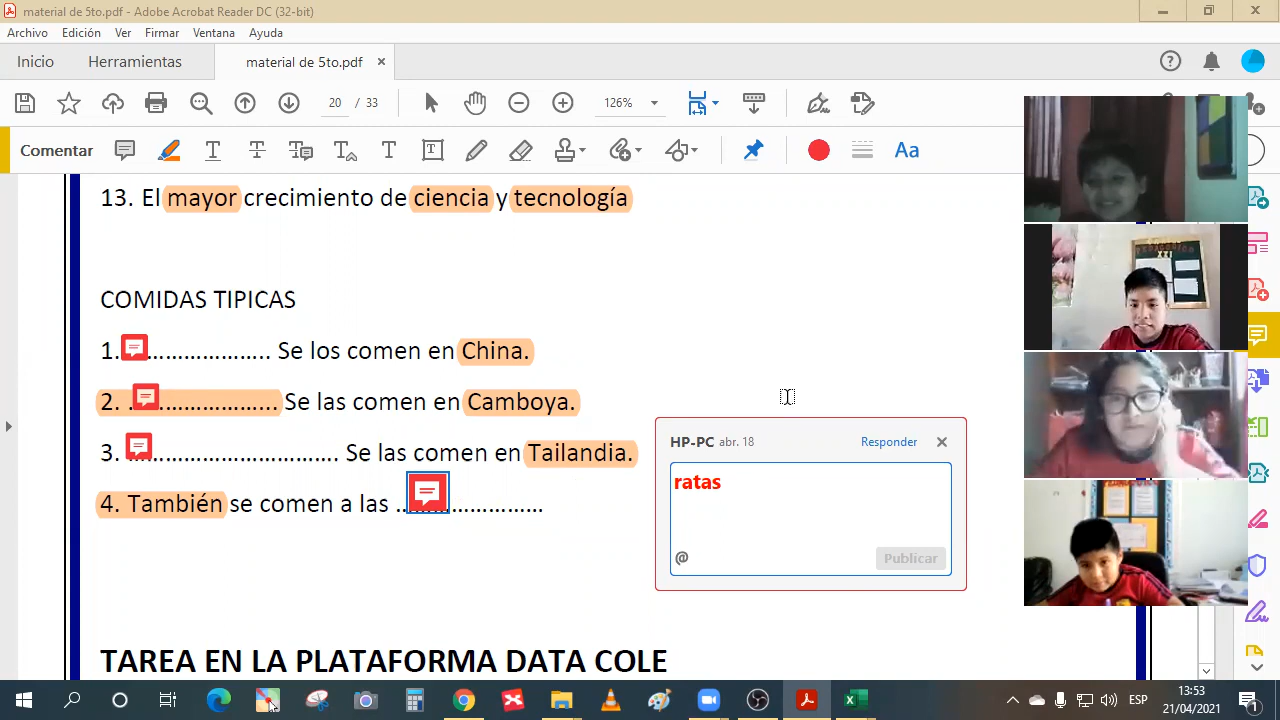 material de 5to.pdf - Adobe Acrobat Reader DC (32-bit)
Archivo Edición Ver Firmar Ventana Ayuda
Inicio Herramientas material de 5to.pdf
20 / 33 126%
Comentar Aa
13. El mayor crecimiento de ciencia y tecnología
COMIDAS TIPICAS
1. ..................... Se los comen en China.
2. ..................... Se las comen en Camboya.
3. ................................. Se las comen en Tailandia.
4. También se comen a las ........................
HP-PC abr. 18 Responder
ratas
@ Publicar
TAREA EN LA PLATAFORMA DATA COLE
ESP 13:53
21/04/2021
1